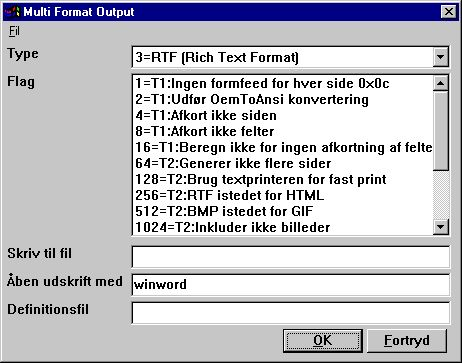 Multi Format Output
Fil
Type
3=RTF (Rich Text Format)
Flag
1=T1:Ingen formfeed for hver side 0x0c
2=T1:Udfør OemToAnsi konvertering
4=T1:Afkort ikke siden
8=T1:Afkort ikke felter
16=T1:Beregn ikke for ingen afkortning af felte
64=T2:Generer ikke flere sider
128=T2:Brug textprinteren for fast print
256=T2:RTF istedet for HTML
512=T2:BMP istedet for GIF
1024=T2:Inkluder ikke billeder
Skriv til fil
Åben udskrift med
winword
Definitionsfil
OK
Fortryd